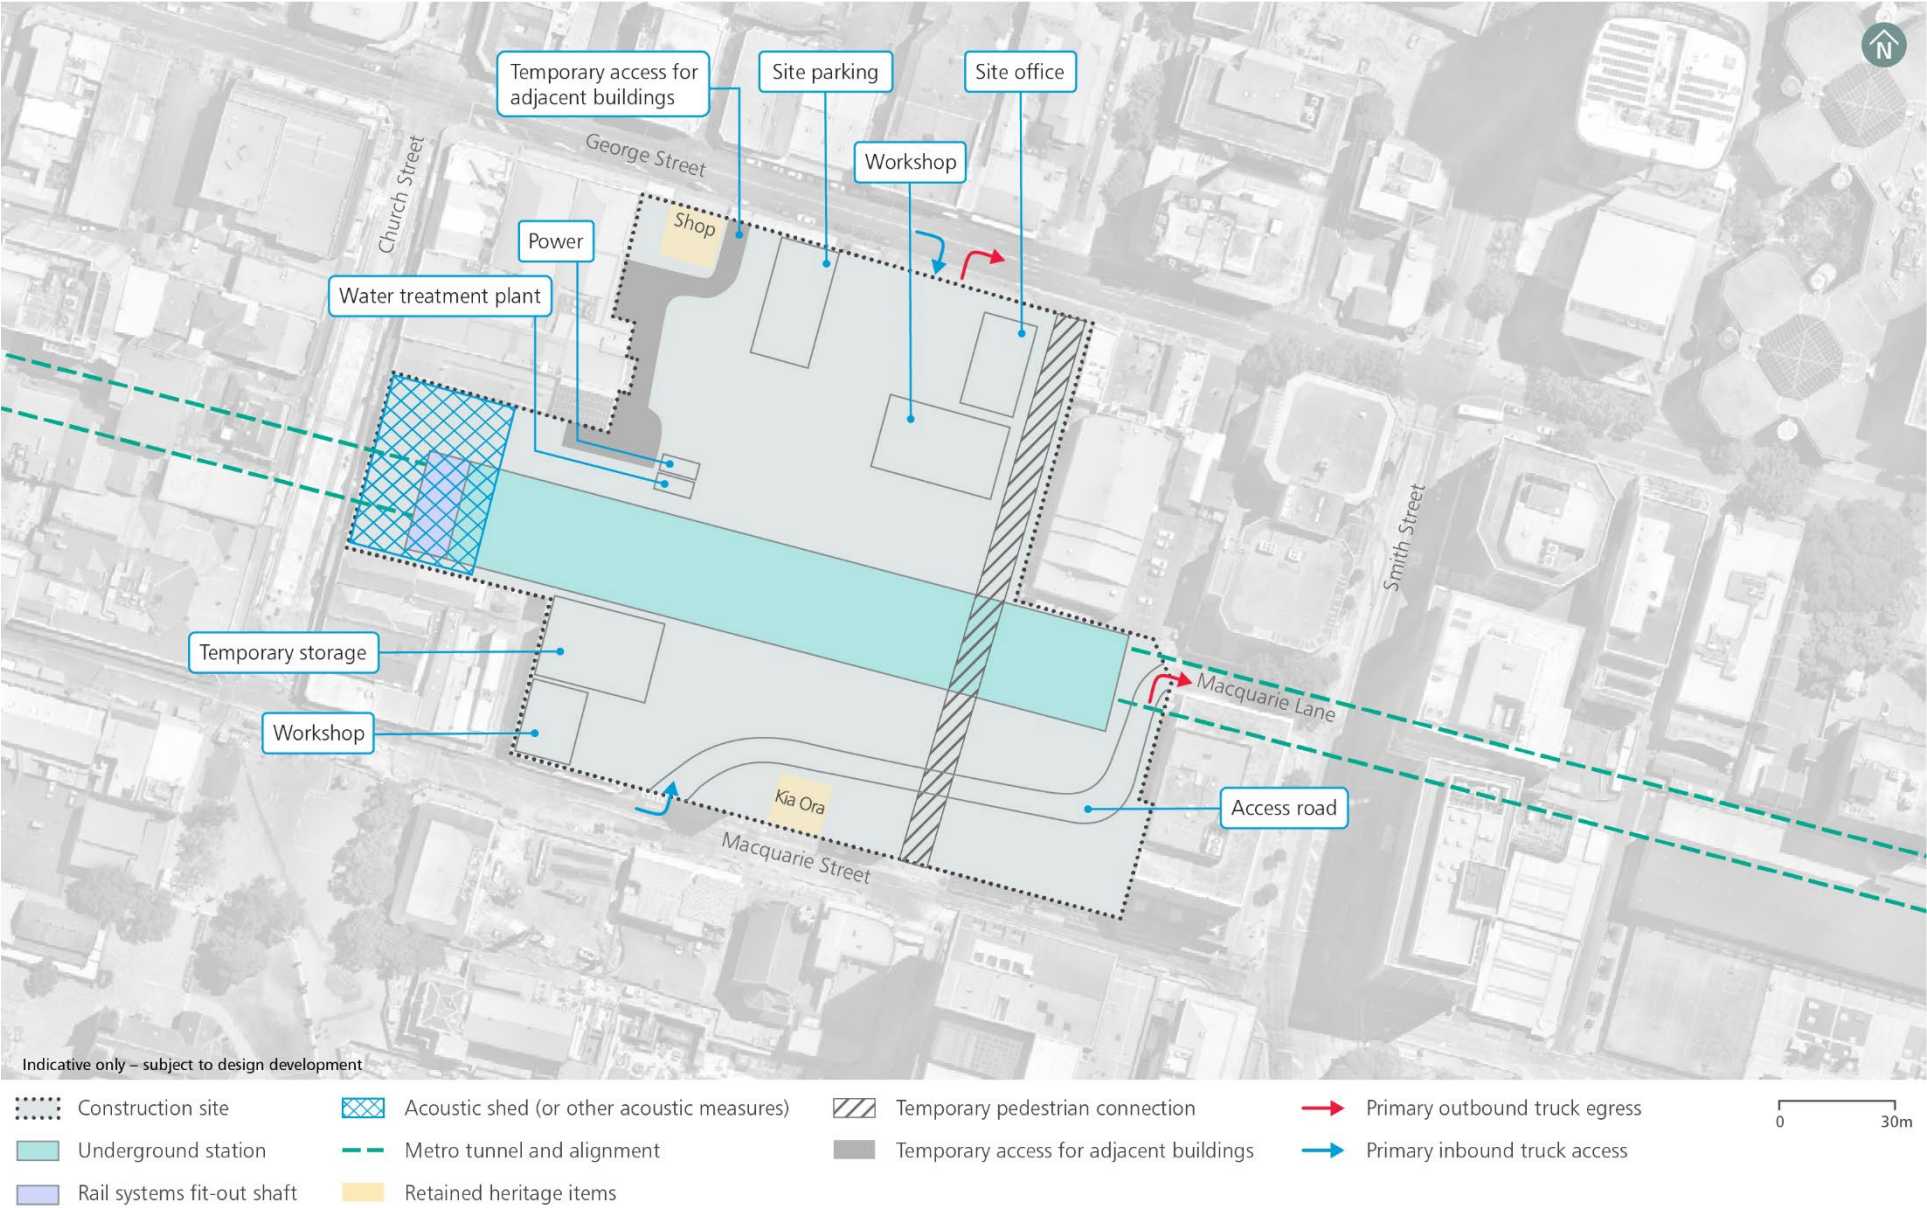 N
Temporary access for
adjacent buildings
Site parking
Site office
George Street
Workshop
Church Street
Shop
Power
Water treatment plant
Smith Street
Temporary storage
Macquarie Lane
Workshop
Kia Ora
Access road
Macquarie Street
Indicative only – subject to design development
Construction site
Acoustic shed (or other acoustic measures)
Temporary pedestrian connection
Primary outbound truck egress
0 30m
Underground station
Metro tunnel and alignment
Temporary access for adjacent buildings
Primary inbound truck access
Rail systems fit-out shaft
Retained heritage items